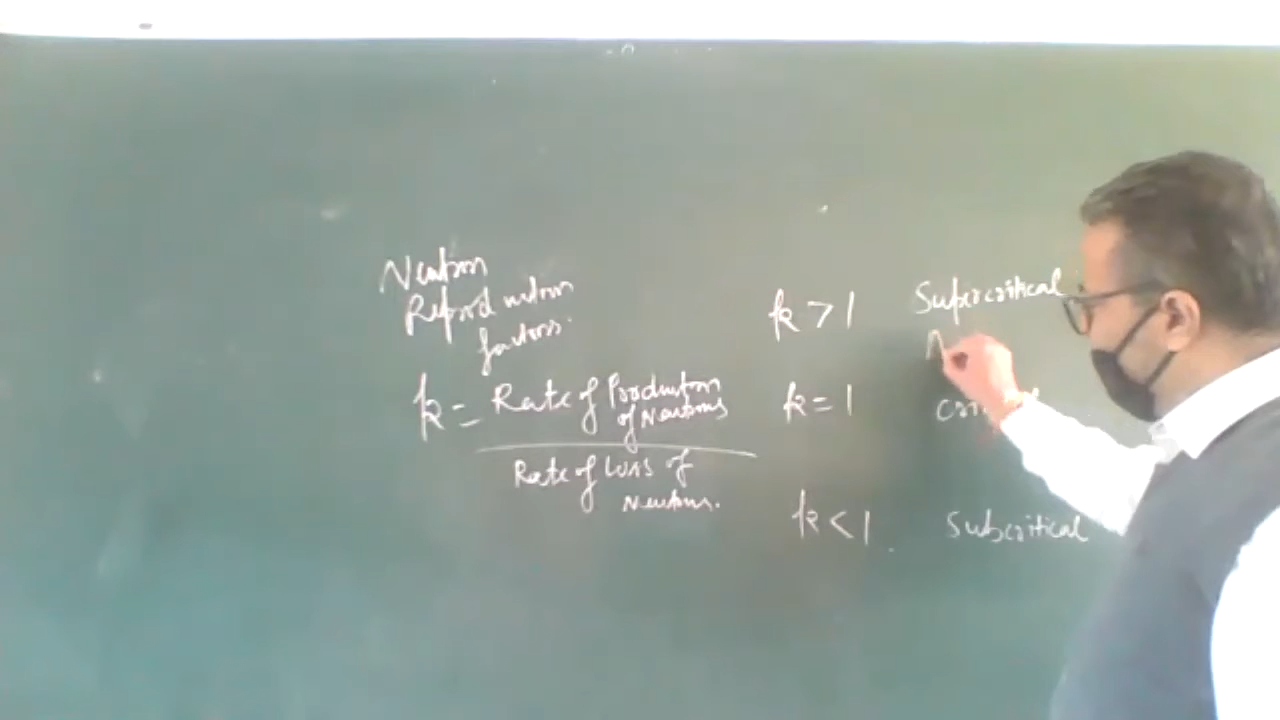 Neutron
Reproduction
factors.
k = Rate of Production
of Neutrons
Rate of Loss of
Neutrons.
k > 1 Supercritical
k = 1
k < 1 Subcritical